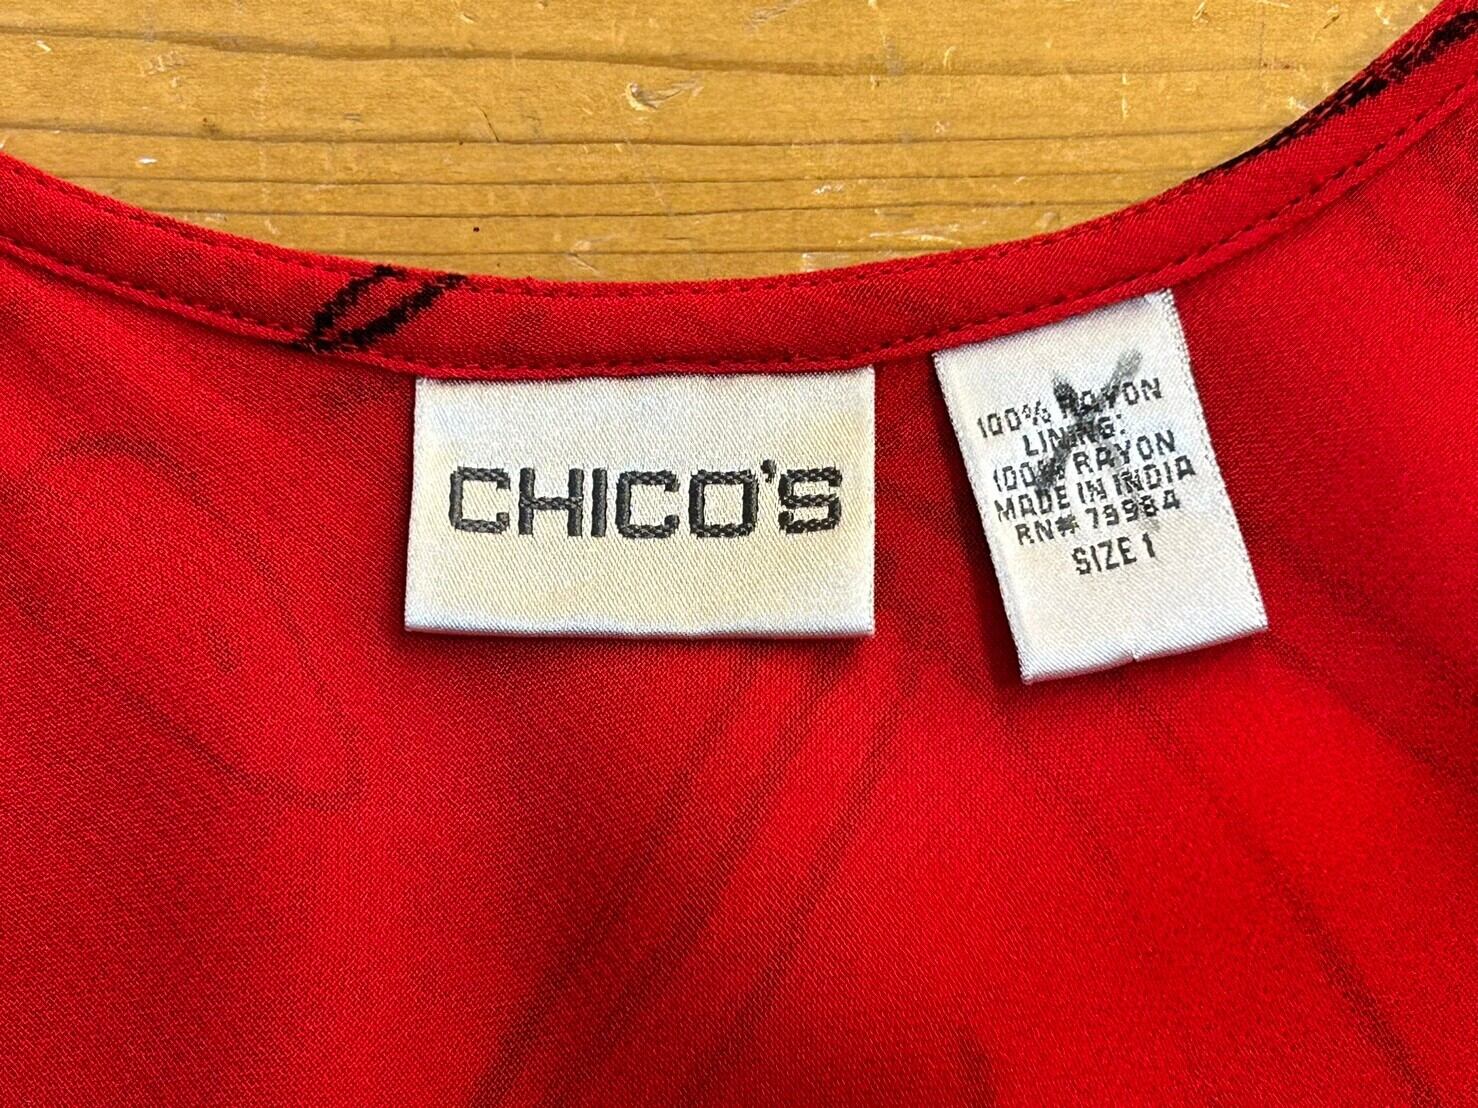 CHICO'S
100% RAYON
LINING:
100% RAYON
MADE IN INDIA
RN# 79984
SIZE 1